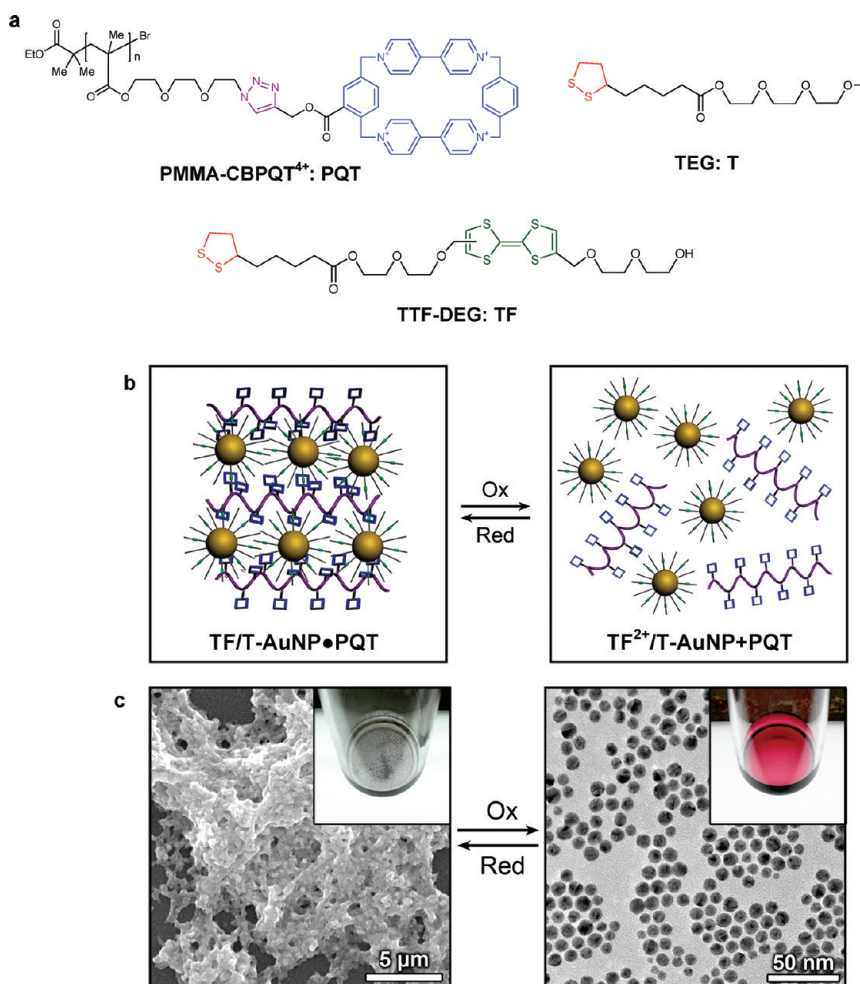 a
EtO
O
Me
Me
Me
n
Br
O
O
O
O
N
N
N
O
O
N+
N+
N+
N+
PMMA-CBPQT4+: PQT
S
S
O
O
O
O
O
TEG: T
S
S
O
O
O
O
S
S
S
S
O
O
OH
TTF-DEG: TF
b
Ox
Red
TF/T-AuNP●PQT
TF2+/T-AuNP+PQT
c
Ox
Red
5 µm
50 nm